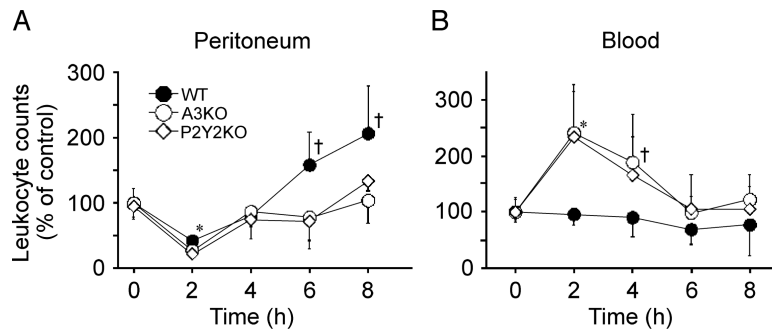 A
B
Peritoneum
Blood
Leukocyte counts
(% of control)
300
200
100
0
WT
A3KO
P2Y2KO
*
†
†
0 2 4 6 8
Time (h)
300
200
100
0
*
†
0 2 4 6 8
Time (h)